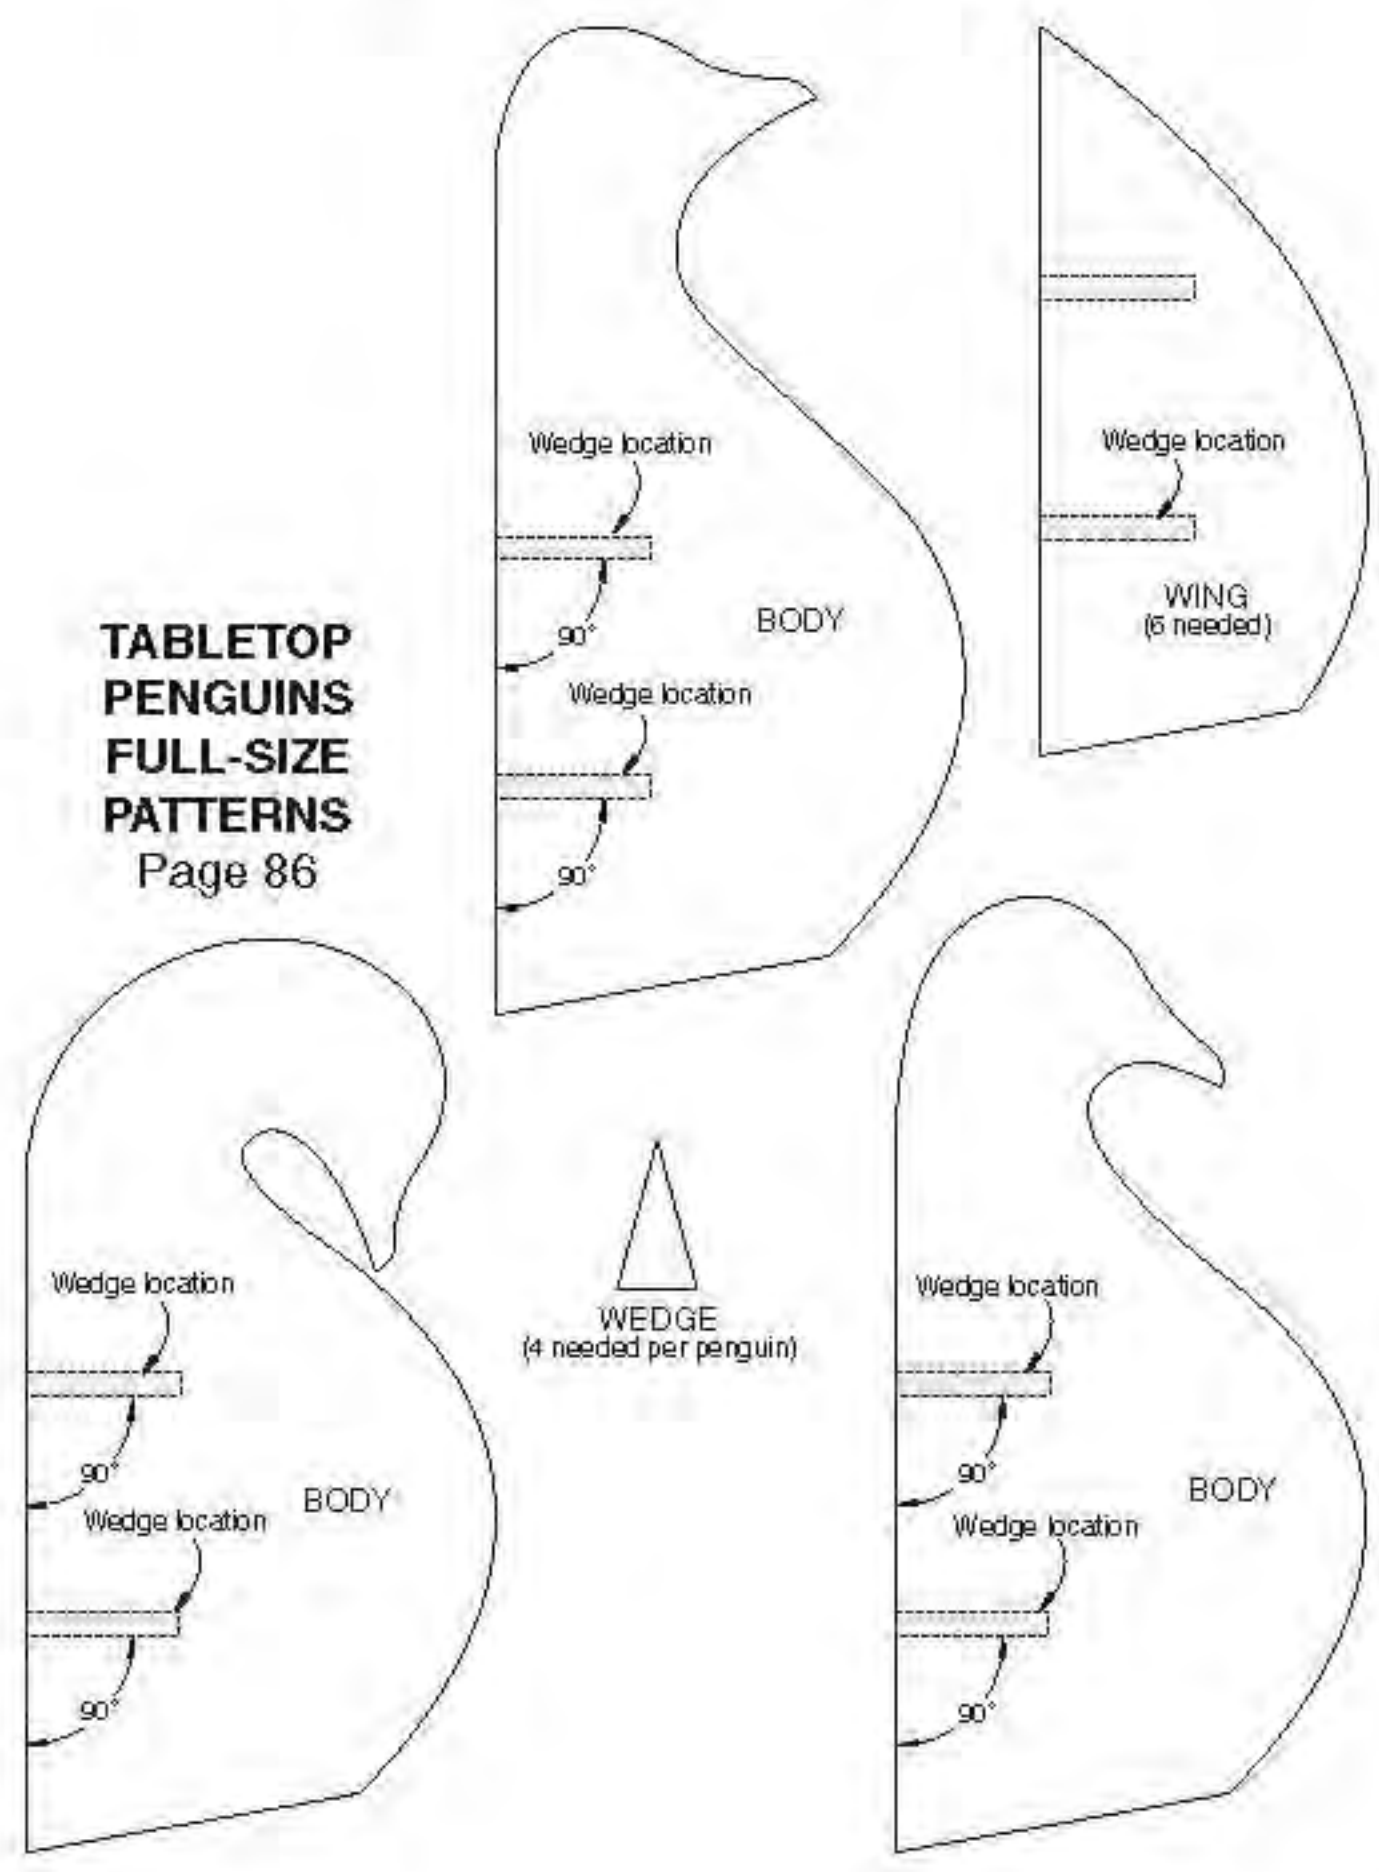 TABLETOP
PENGUINS
FULL-SIZE
PATTERNS
Page 86
Wedge location
90°
BODY
Wedge location
90°
Wedge location
WING
(6 needed)
Wedge location
90°
BODY
Wedge location
90°
WEDGE
(4 needed per penguin)
Wedge location
90°
BODY
Wedge location
90°